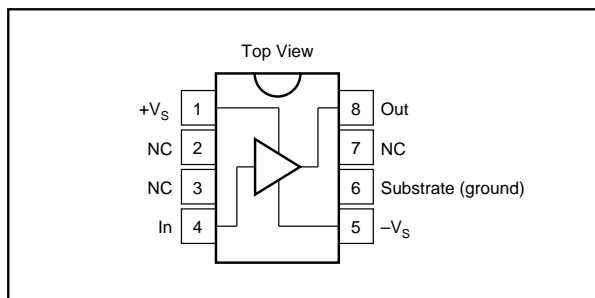 Top View
+VS 1 8 Out
NC 2 7 NC
NC 3 6 Substrate (ground)
In 4 5 –VS